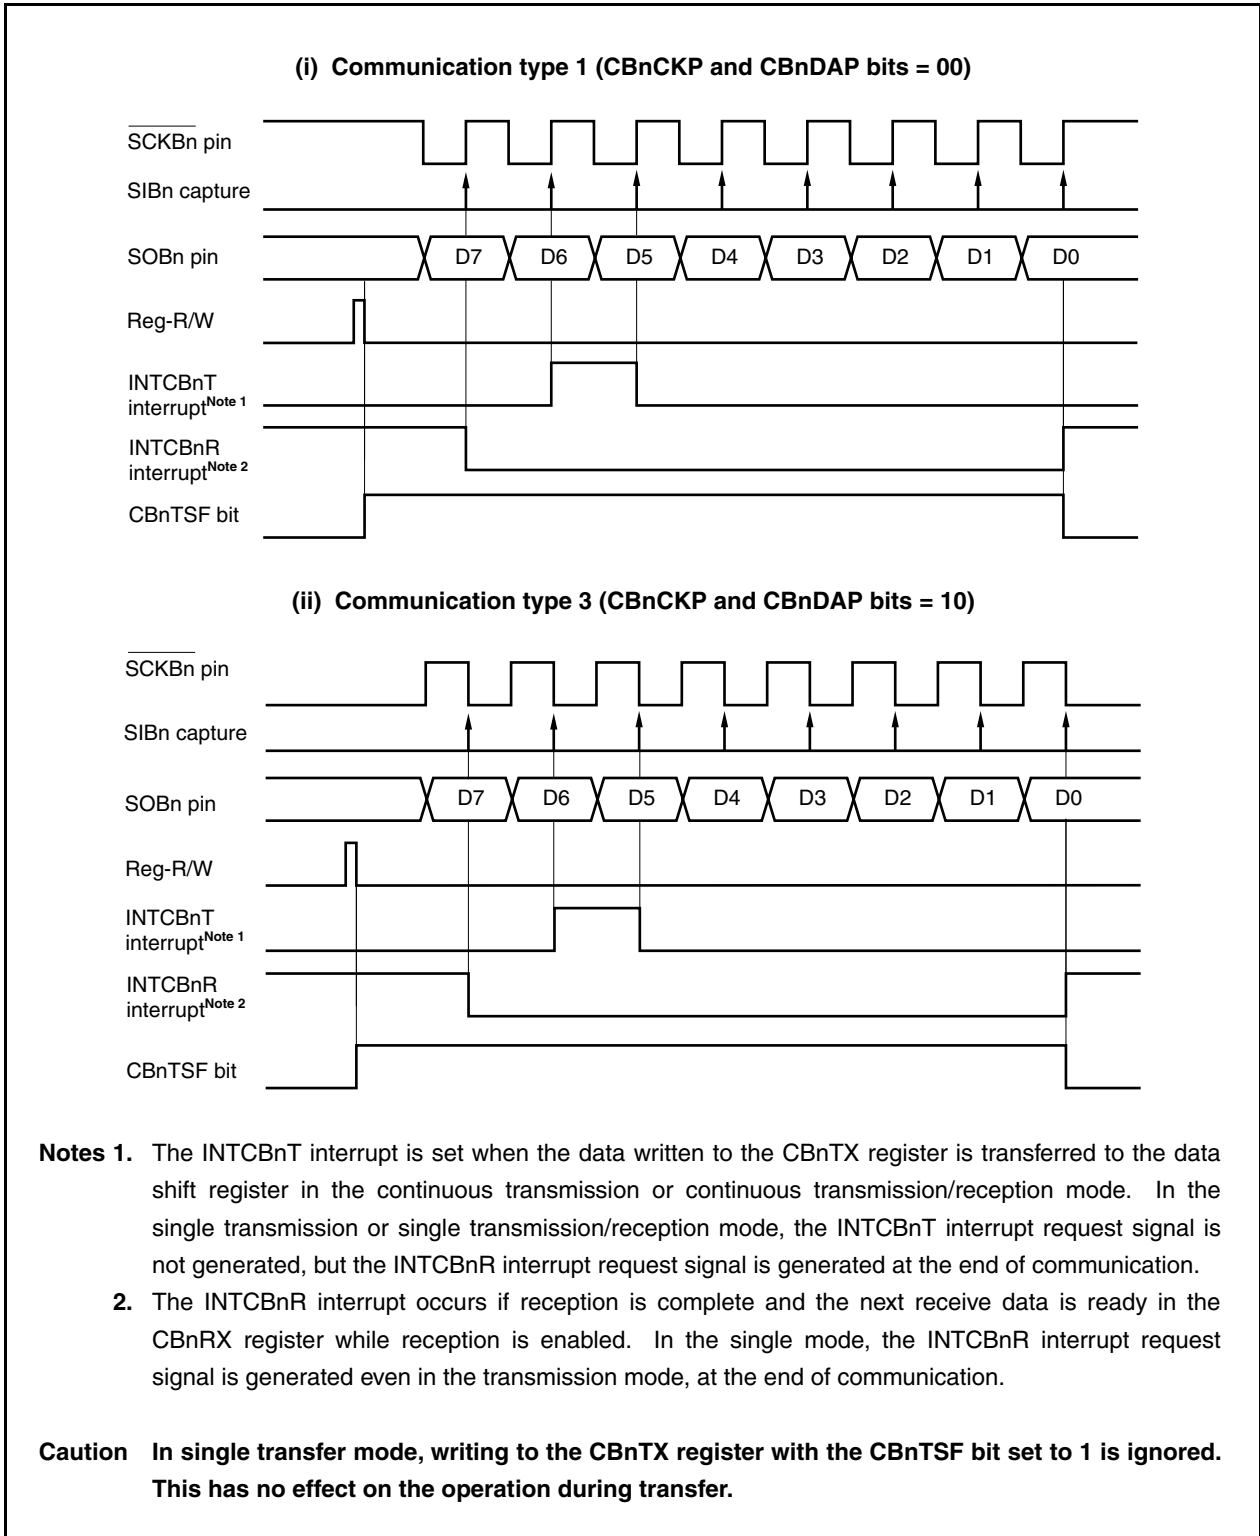 (i) Communication type 1 (CBnCKP and CBnDAP bits = 00)
SCKBn pin
SIBn capture
SOBn pin D7 D6 D5 D4 D3 D2 D1 D0
Reg-R/W
INTCBnT
interruptNote 1
INTCBnR
interruptNote 2
CBnTSF bit
(ii) Communication type 3 (CBnCKP and CBnDAP bits = 10)
SCKBn pin
SIBn capture
SOBn pin D7 D6 D5 D4 D3 D2 D1 D0
Reg-R/W
INTCBnT
interruptNote 1
INTCBnR
interruptNote 2
CBnTSF bit
Notes 1. The INTCBnT interrupt is set when the data written to the CBnTX register is transferred to the data
shift register in the continuous transmission or continuous transmission/reception mode. In the
single transmission or single transmission/reception mode, the INTCBnT interrupt request signal is
not generated, but the INTCBnR interrupt request signal is generated at the end of communication.
2. The INTCBnR interrupt occurs if reception is complete and the next receive data is ready in the
CBnRX register while reception is enabled. In the single mode, the INTCBnR interrupt request
signal is generated even in the transmission mode, at the end of communication.
Caution In single transfer mode, writing to the CBnTX register with the CBnTSF bit set to 1 is ignored.
This has no effect on the operation during transfer.